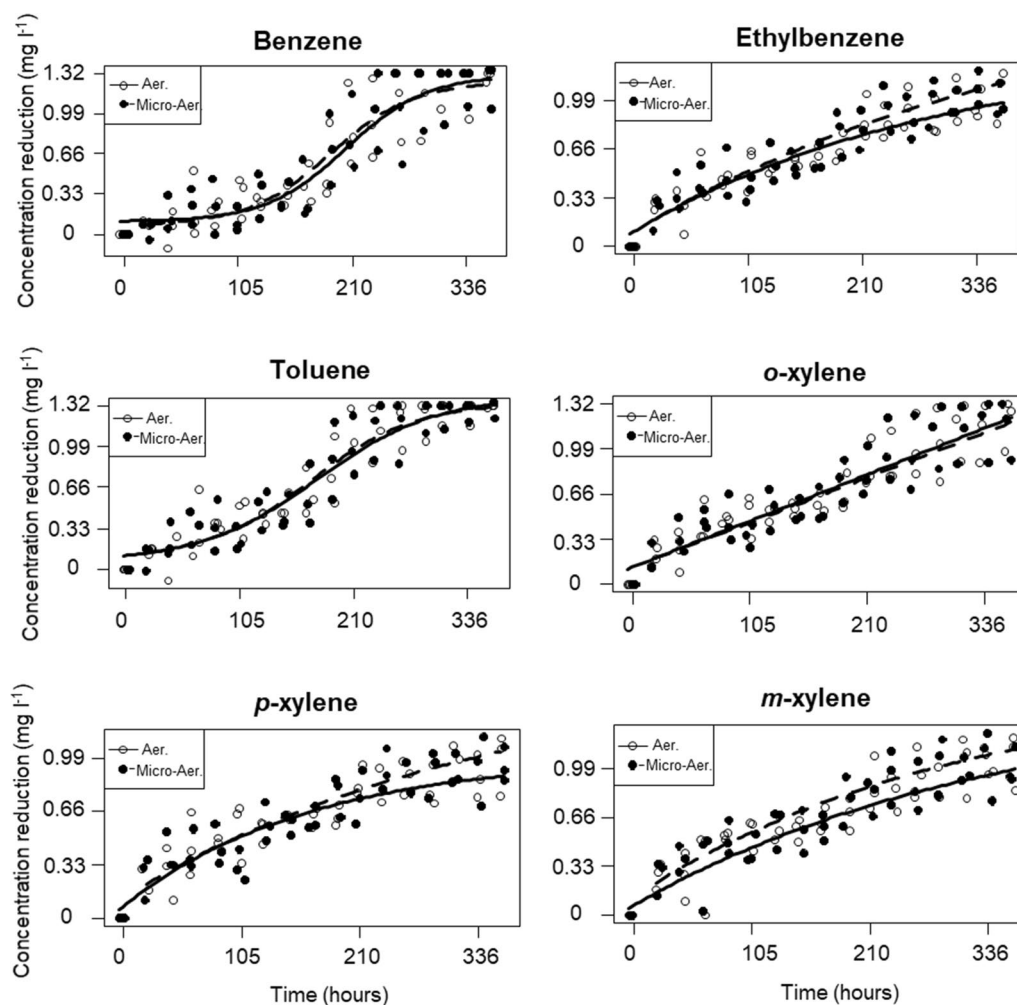 Benzene
Concentration reduction (mg l-1)
1.32
0.99
0.66
0.33
0
Aer.
Micro-Aer.
0 105 210 336
Ethylbenzene
0.99
0.66
0.33
0
Aer.
Micro-Aer.
0 105 210 336
Toluene
Concentration reduction (mg l-1)
1.32
0.99
0.66
0.33
0
Aer.
Micro-Aer.
0 105 210 336
o-xylene
1.32
0.99
0.66
0.33
0
Aer.
Micro-Aer.
0 105 210 336
p-xylene
Concentration reduction (mg l-1)
0.99
0.66
0.33
0
Aer.
Micro-Aer.
0 105 210 336
Time (hours)
m-xylene
0.99
0.66
0.33
0
Aer.
Micro-Aer.
0 105 210 336
Time (hours)